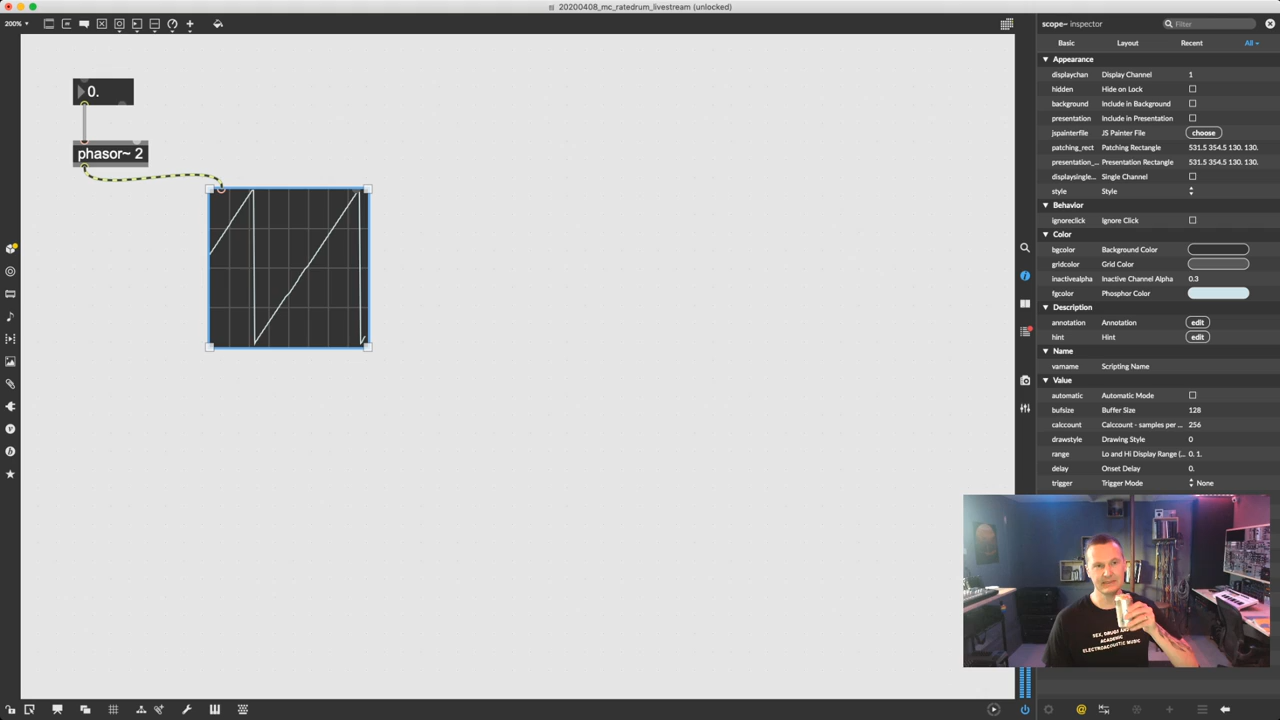 20200408_mc_ratedrum_livestream (unlocked)
200%
scope~ inspector
Filter
Basic Layout Recent All
Appearance
displaychan Display Channel 1
hidden Hide on Lock
background Include in Background
presentation Include in Presentation
jspainterfile JS Painter File choose
patching_rect Patching Rectangle 531.5 354.5 130. 130.
presentation_... Presentation Rectangle 531.5 354.5 130. 130.
displaysingle... Single Channel
style Style
Behavior
ignoreclick Ignore Click
Color
bgcolor Background Color
gridcolor Grid Color
inactivealpha Inactive Channel Alpha 0.3
fgcolor Phosphor Color
Description
annotation Annotation edit
hint Hint edit
Name
varname Scripting Name
Value
automatic Automatic Mode
bufsize Buffer Size 128
calccount Calccount - samples per ... 256
drawstyle Drawing Style 0
range Lo and Hi Display Range (... 0. 1.
delay Onset Delay 0.
trigger Trigger Mode None
0.
phasor~ 2
SEX, DRUGS AND
ACADEMIC
ELECTROACOUSTIC MUSIC